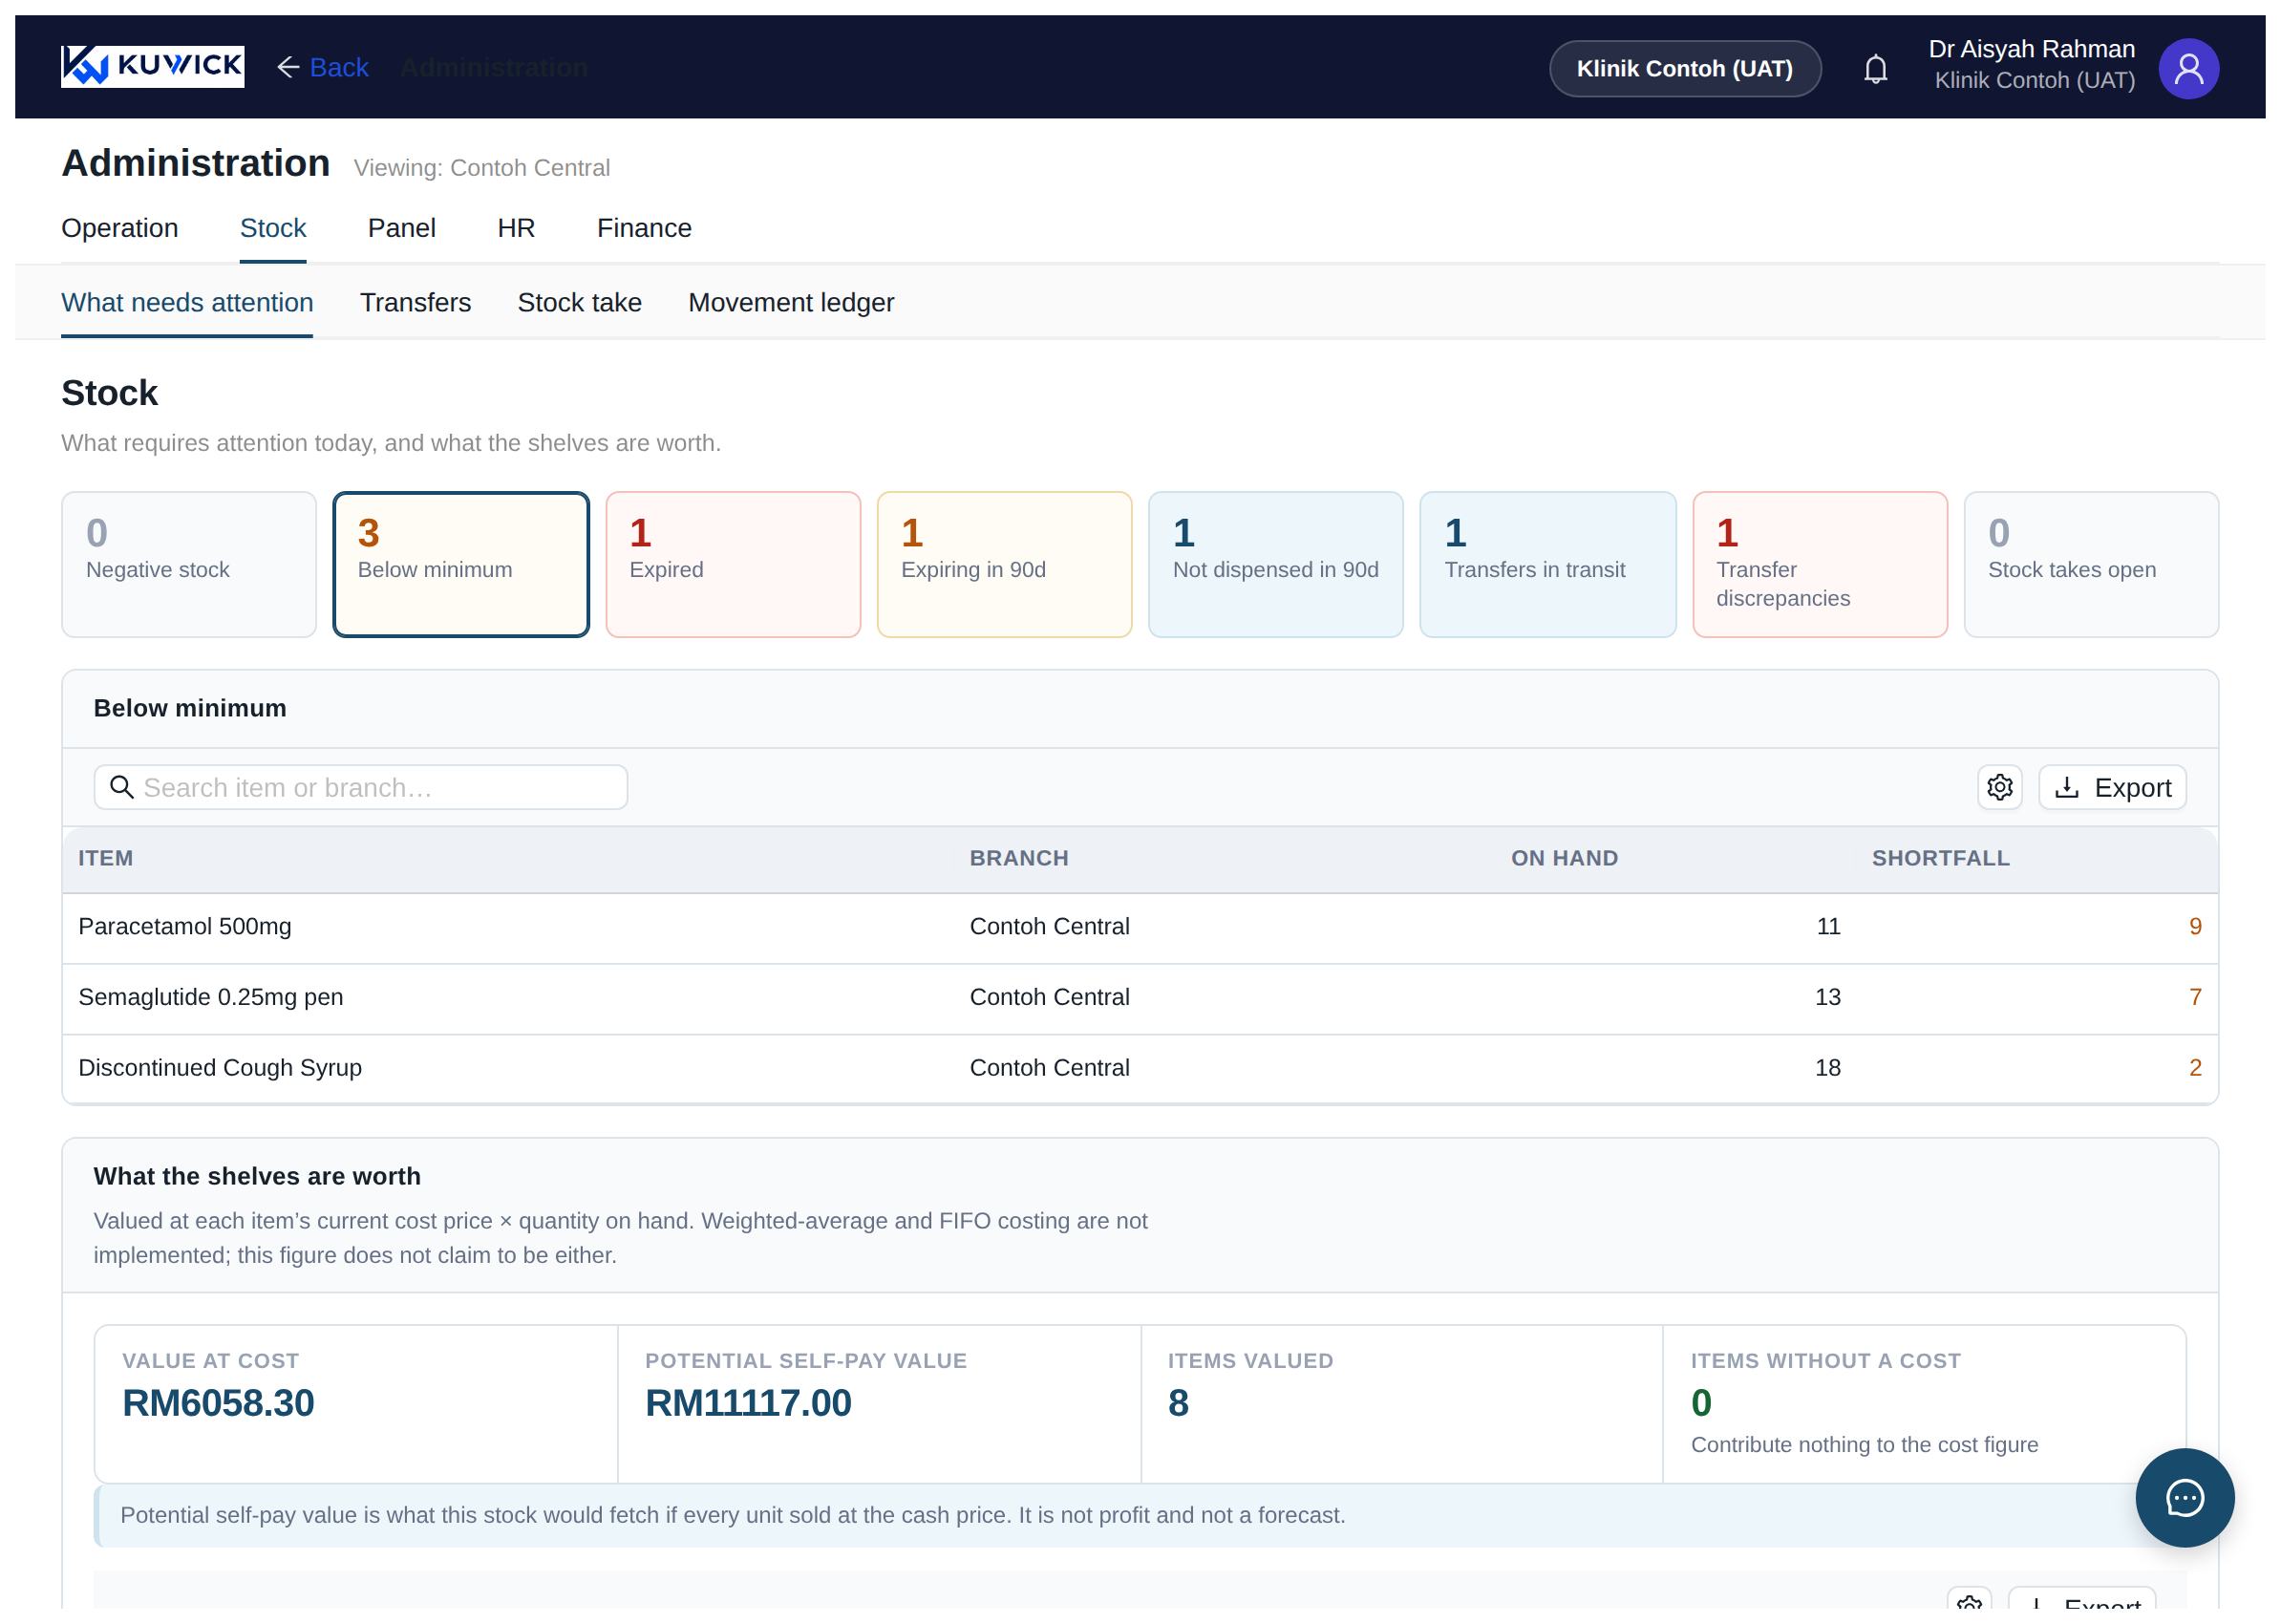 KUWICK
Back
Administration
Klinik Contoh (UAT)
Dr Aisyah Rahman
Klinik Contoh (UAT)
Administration
Viewing: Contoh Central
Operation
Stock
Panel
HR
Finance
What needs attention
Transfers
Stock take
Movement ledger
Stock
What requires attention today, and what the shelves are worth.
0
Negative stock
3
Below minimum
1
Expired
1
Expiring in 90d
1
Not dispensed in 90d
1
Transfers in transit
1
Transfer
discrepancies
0
Stock takes open
Below minimum
Search item or branch…
Export
ITEM BRANCH ON HAND SHORTFALL
Paracetamol 500mg Contoh Central 11 9
Semaglutide 0.25mg pen Contoh Central 13 7
Discontinued Cough Syrup Contoh Central 18 2
What the shelves are worth
Valued at each item’s current cost price × quantity on hand. Weighted-average and FIFO costing are not
implemented; this figure does not claim to be either.
VALUE AT COST
RM6058.30
POTENTIAL SELF-PAY VALUE
RM11117.00
ITEMS VALUED
8
ITEMS WITHOUT A COST
0
Contribute nothing to the cost figure
Potential self-pay value is what this stock would fetch if every unit sold at the cash price. It is not profit and not a forecast.
Export